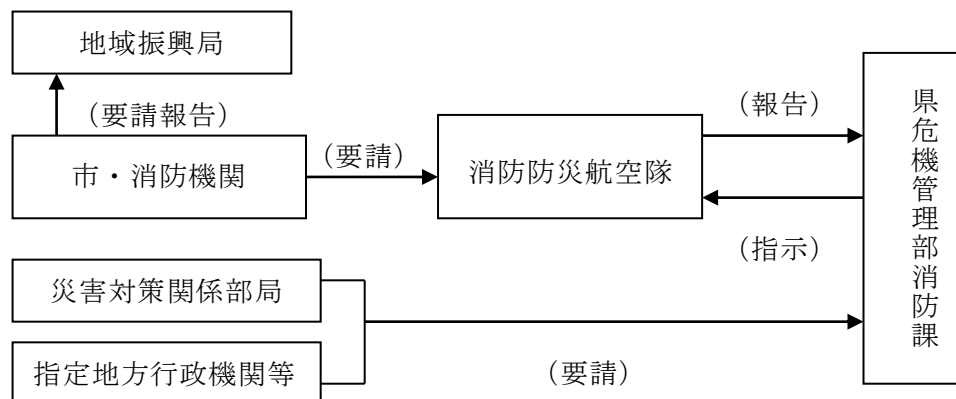 地域振興局
（要請報告）
市・消防機関
（要請）
消防防災航空隊
（報告）
（指示）
県危機管理部消防課
災害対策関係部局
指定地方行政機関等
（要請）